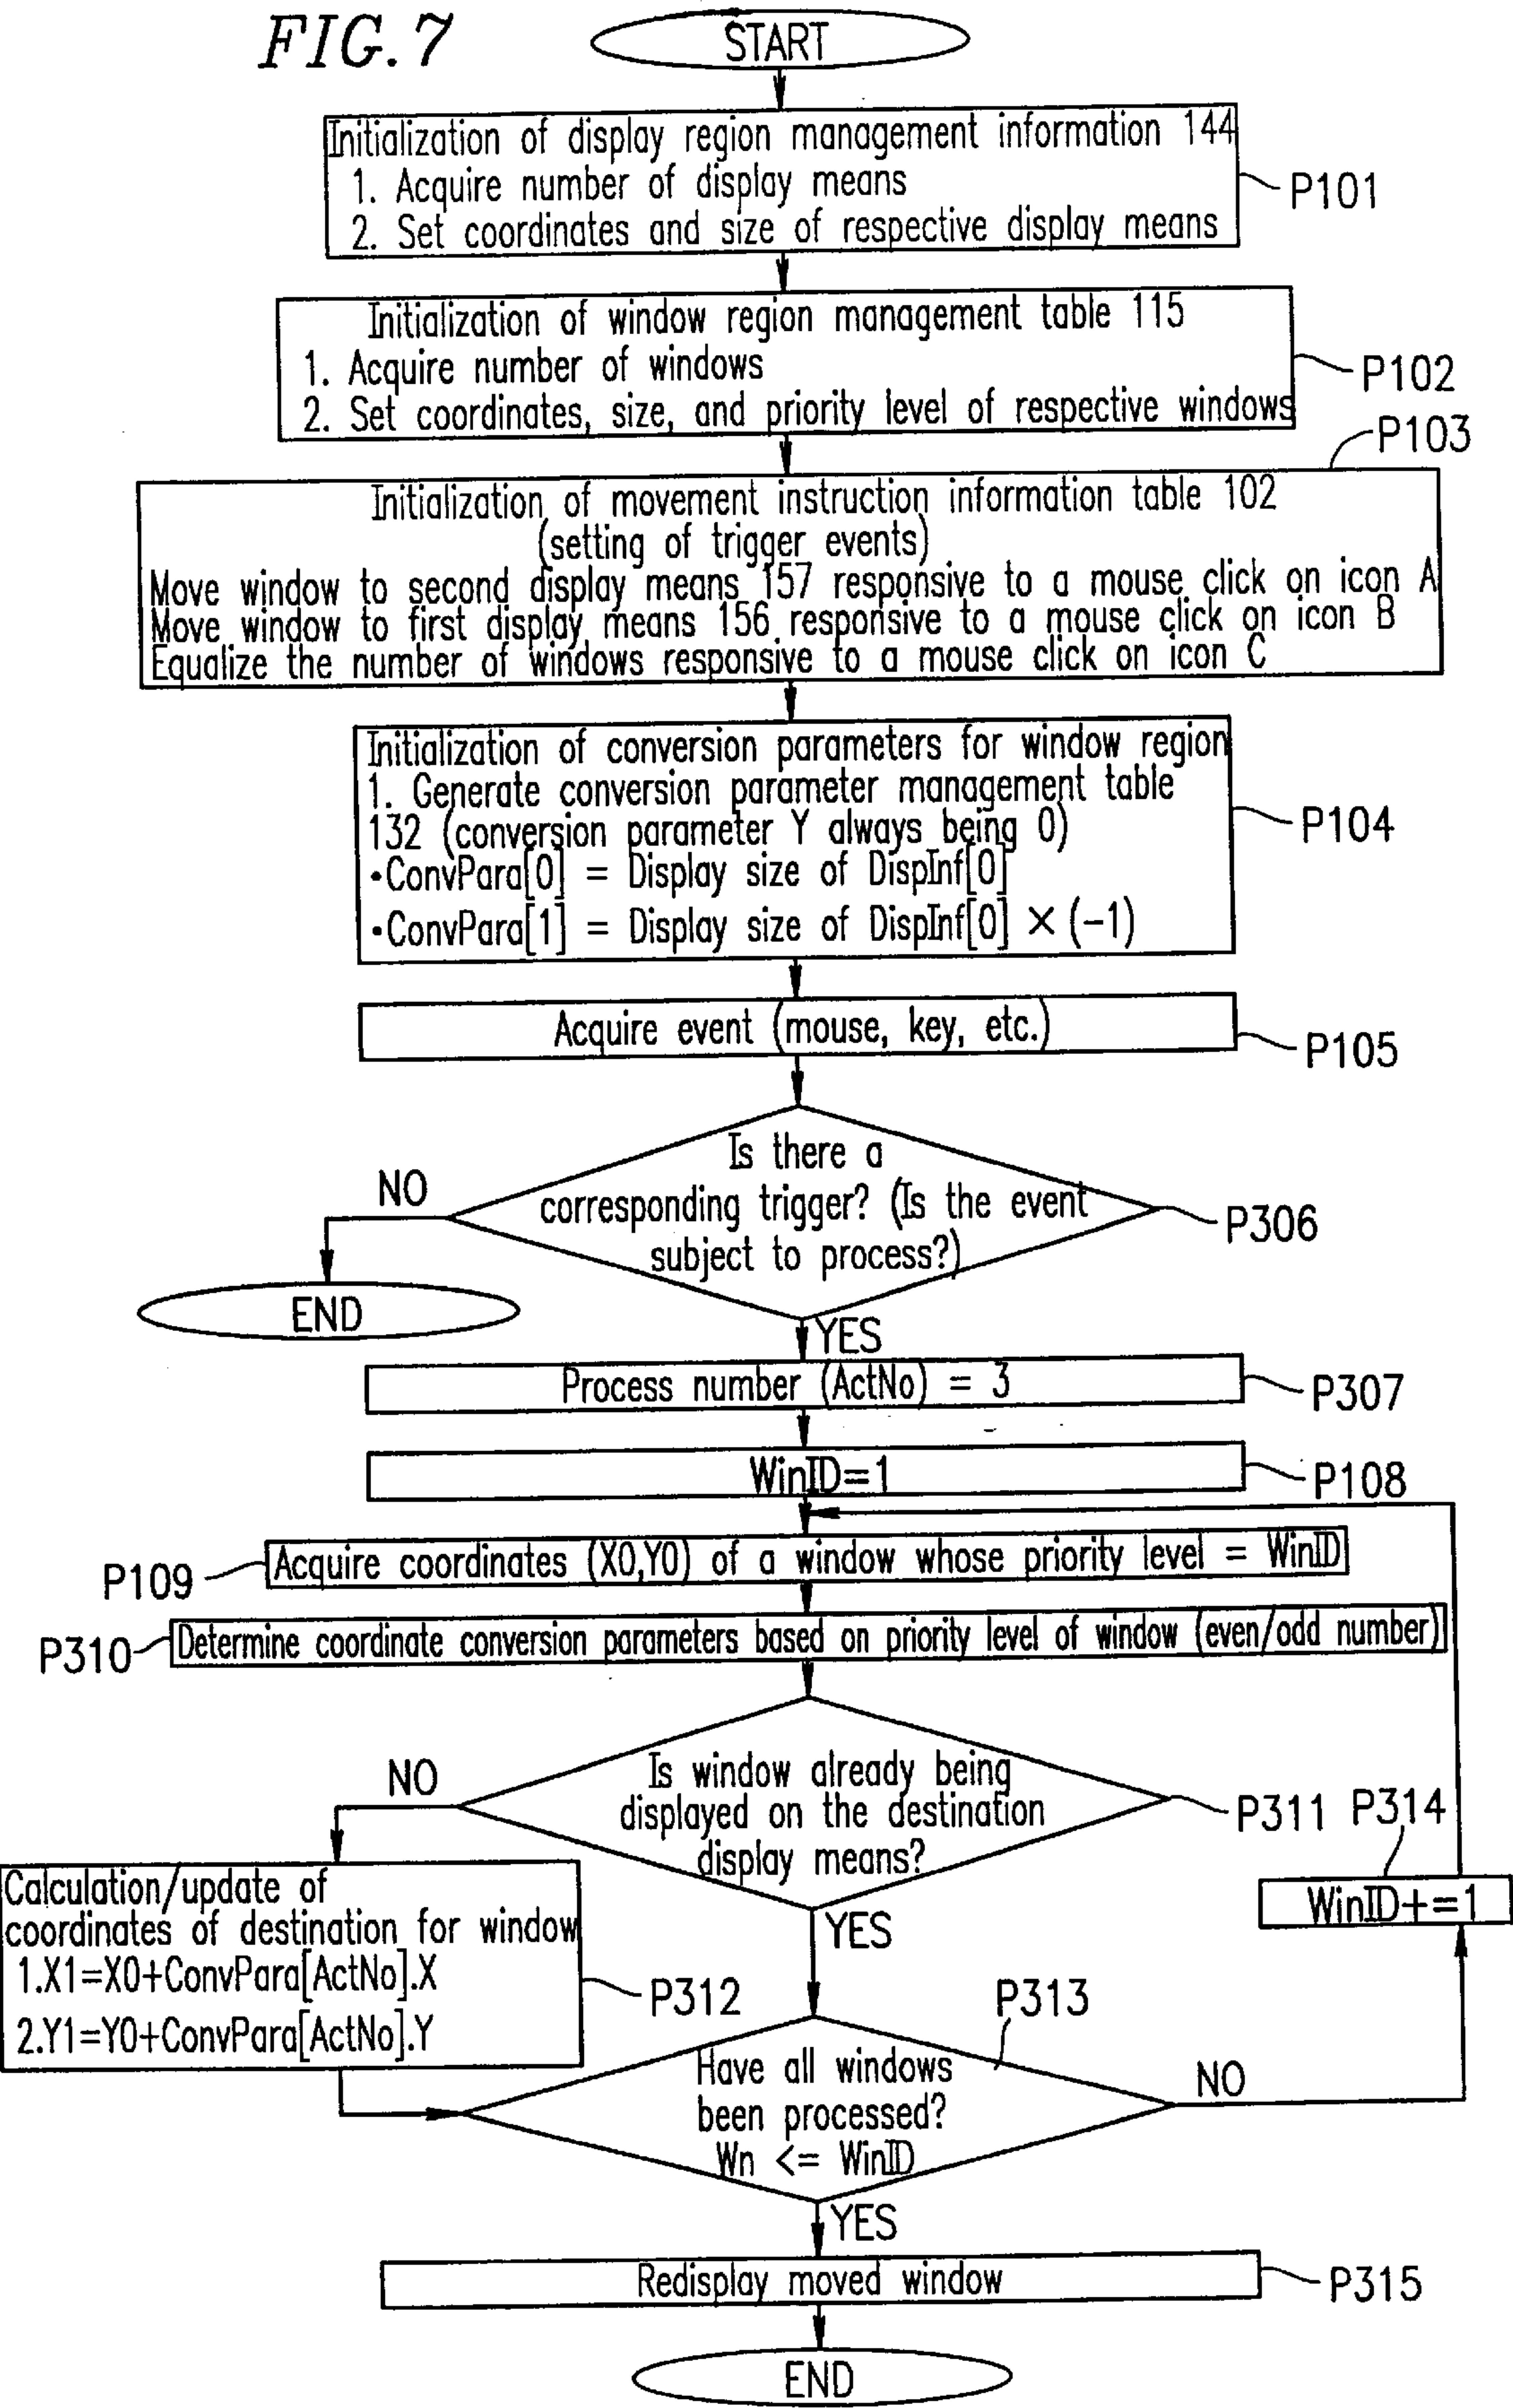 FIG. 7
START
Initialization of display region management information 144
1. Acquire number of display means
2. Set coordinates and size of respective display means
P101
Initialization of window region management table 115
1. Acquire number of windows
2. Set coordinates, size, and priority level of respective windows
P102
P103
Initialization of movement instruction information table 102
(setting of trigger events)
Move window to second display means 157 responsive to a mouse click on icon A
Move window to first display means 156 responsive to a mouse click on icon B
Equalize the number of windows responsive to a mouse click on icon C
Initialization of conversion parameters for window region
1. Generate conversion parameter management table
132 (conversion parameter Y always being 0)
•ConvPara[0] = Display size of DispInf[0]
•ConvPara[1] = Display size of DispInf[0] × (-1)
P104
Acquire event (mouse, key, etc.)
P105
Is there a
corresponding trigger? (Is the event
subject to process?)
P306
NO
END
YES
Process number (ActNo) = 3
P307
WinID=1
P108
P109
Acquire coordinates (X0,Y0) of a window whose priority level = WinID
P310
Determine coordinate conversion parameters based on priority level of window (even/odd number)
NO
Is window already being
displayed on the destination
display means?
P311
P314
WinID+=1
YES
Calculation/update of
coordinates of destination for window
1.X1=X0+ConvPara[ActNo].X
2.Y1=Y0+ConvPara[ActNo].Y
P312
P313
Have all windows
been processed?
Wn <= WinID
NO
YES
Redisplay moved window
P315
END